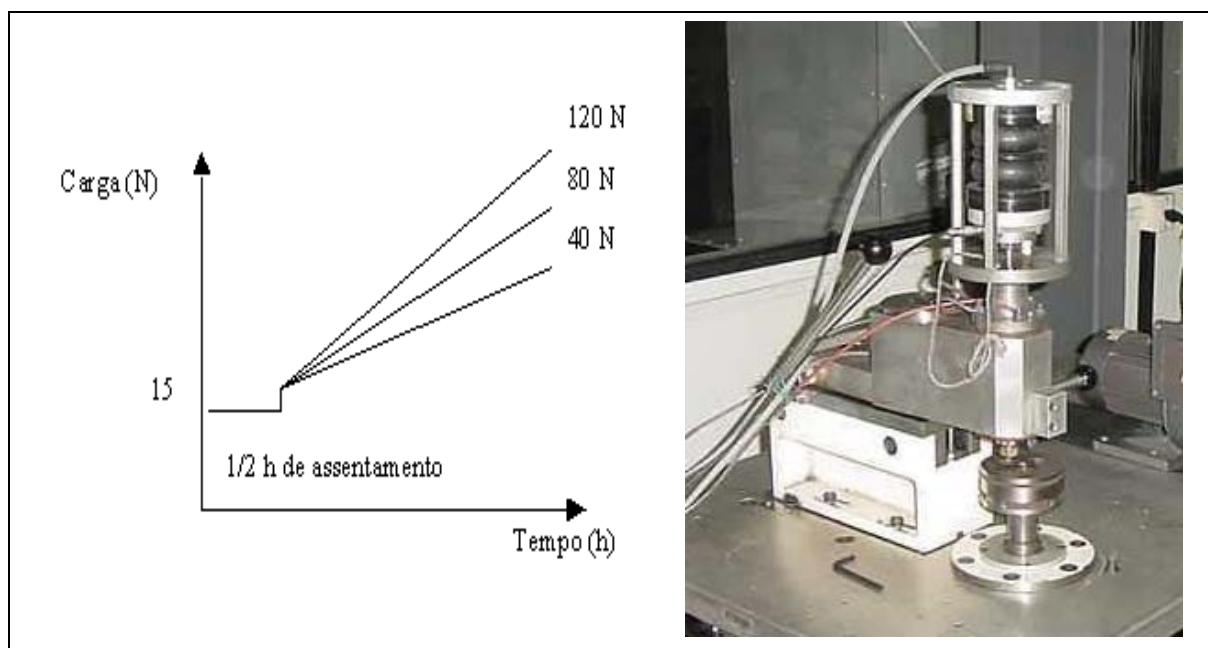 120 N
Carga (N)
80 N
40 N
15
1/2 h de assentamento
Tempo (h)